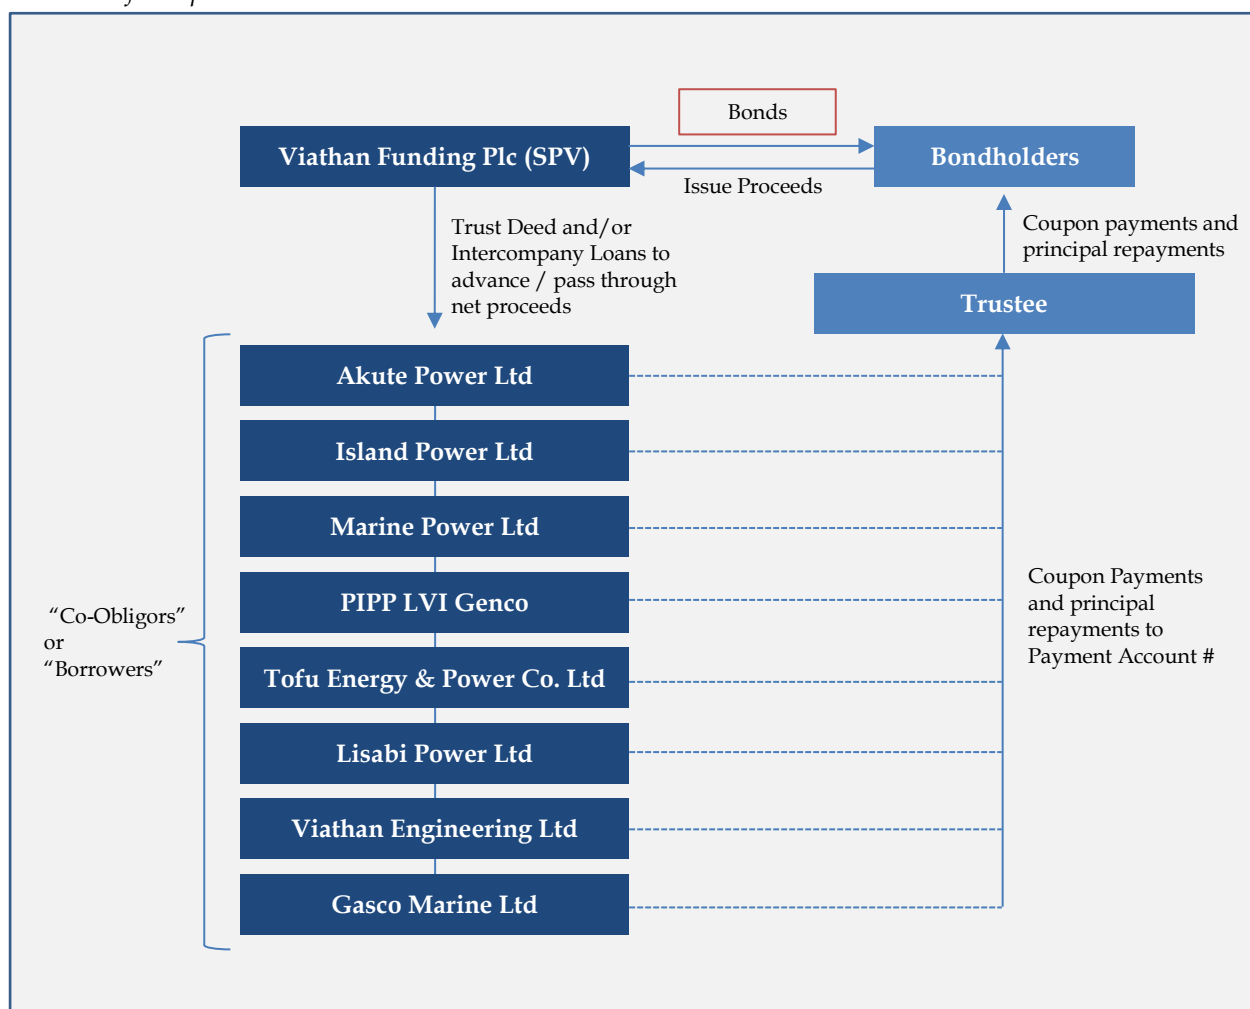 Bonds
Viathan Funding Plc (SPV)
Bondholders
Issue Proceeds
Trust Deed and/or
Intercompany Loans to
advance / pass through
net proceeds
Coupon payments and
principal repayments
Trustee
Akute Power Ltd
Island Power Ltd
Marine Power Ltd
PIPP LVI Genco
Tofu Energy & Power Co. Ltd
Lisabi Power Ltd
Viathan Engineering Ltd
Gasco Marine Ltd
“Co-Obligors”
or
“Borrowers”
Coupon Payments
and principal
repayments to
Payment Account #